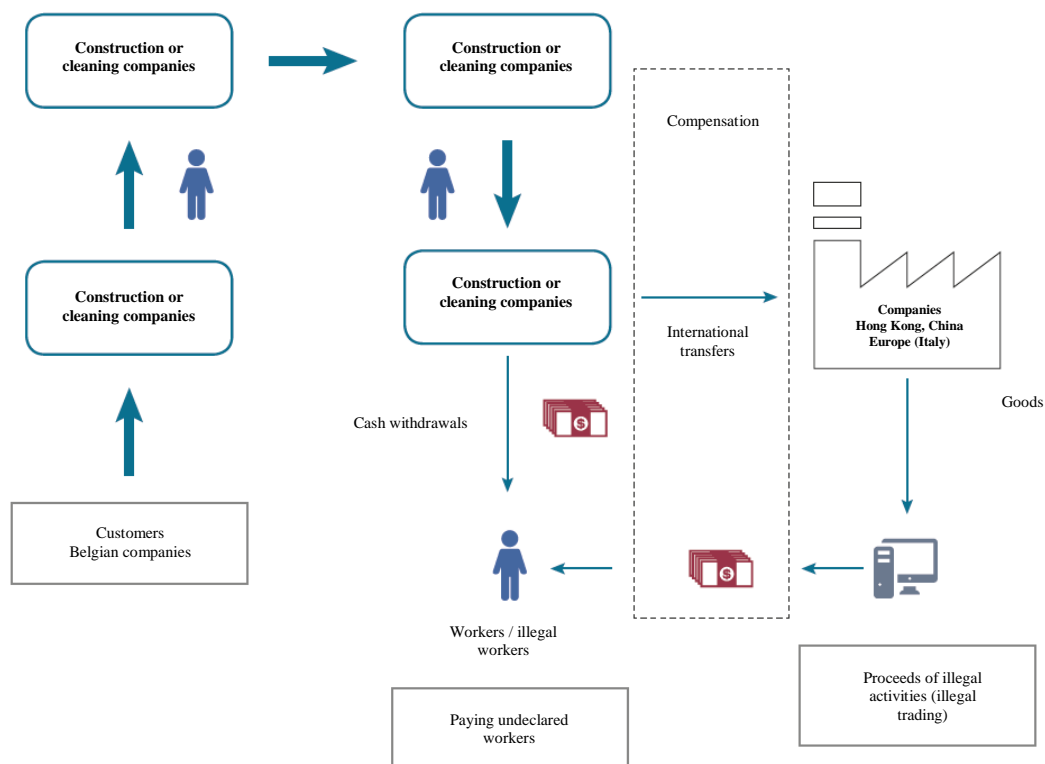 Construction or
cleaning companies
Construction or
cleaning companies
Compensation
Construction or
cleaning companies
Construction or
cleaning companies
Companies
Hong Kong, China
Europe (Italy)
International
transfers
Goods
Cash withdrawals
$
Customers
Belgian companies
$
Workers / illegal
workers
Proceeds of illegal
activities (illegal
trading)
Paying undeclared
workers